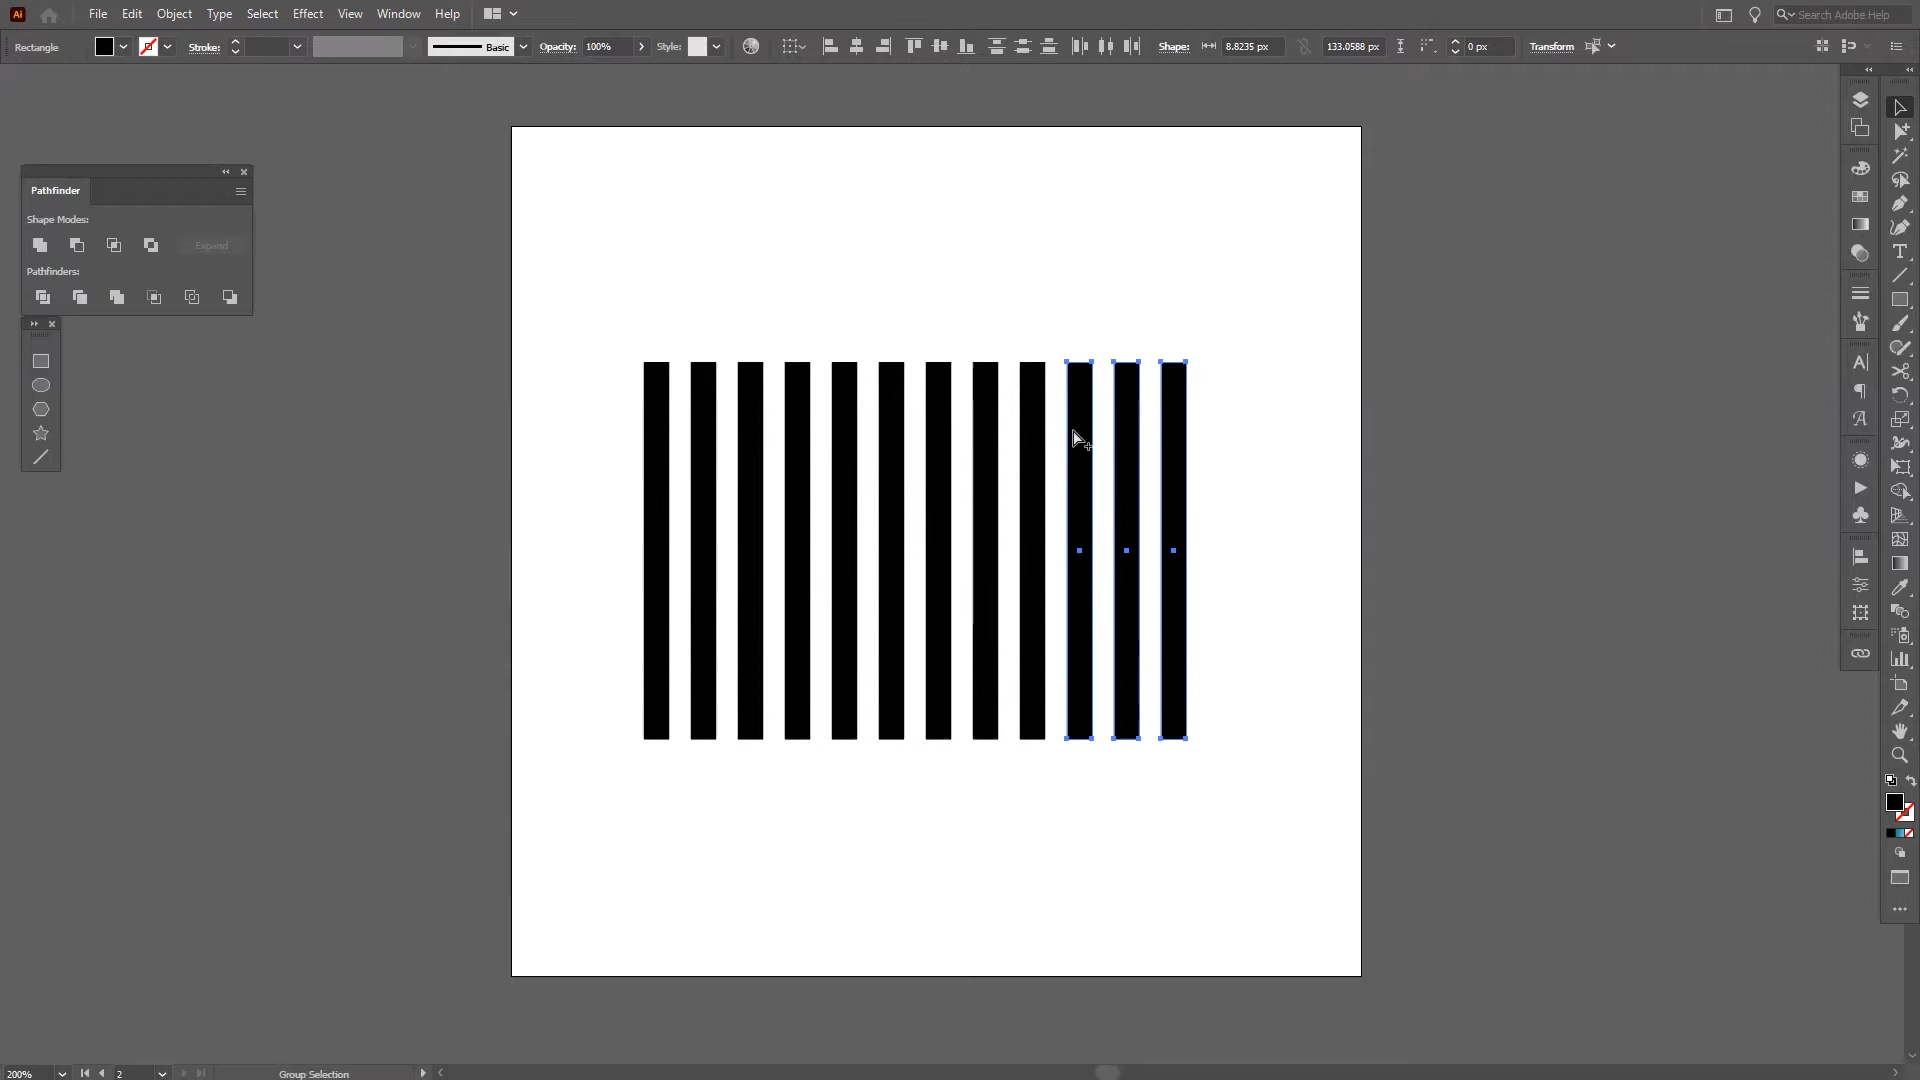 Ai File Edit Object Type Select Effect View Window Help Search Adobe Help
Rectangle Stroke: Basic Opacity: 100% Style: Shape: 8.8235 px 133.0588 px 0 px Transform
Pathfinder
Shape Modes:
Expand
Pathfinders:
200% 2 Group Selection